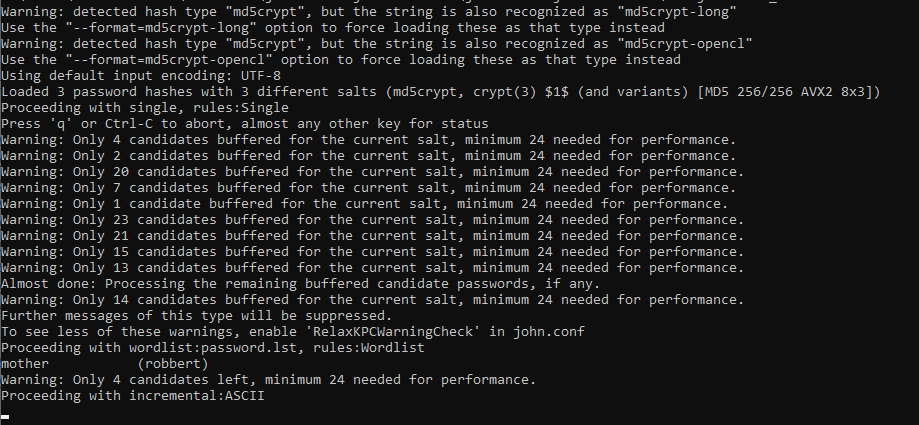 Warning: detected hash type "md5crypt", but the string is also recognized as "md5crypt-long"
Use the "--format=md5crypt-long" option to force loading these as that type instead
Warning: detected hash type "md5crypt", but the string is also recognized as "md5crypt-opencl"
Use the "--format=md5crypt-opencl" option to force loading these as that type instead
Using default input encoding: UTF-8
Loaded 3 password hashes with 3 different salts (md5crypt, crypt(3) $1$ (and variants) [MD5 256/256 AVX2 8x3])
Proceeding with single, rules:Single
Press 'q' or Ctrl-C to abort, almost any other key for status
Warning: Only 4 candidates buffered for the current salt, minimum 24 needed for performance.
Warning: Only 2 candidates buffered for the current salt, minimum 24 needed for performance.
Warning: Only 20 candidates buffered for the current salt, minimum 24 needed for performance.
Warning: Only 7 candidates buffered for the current salt, minimum 24 needed for performance.
Warning: Only 1 candidate buffered for the current salt, minimum 24 needed for performance.
Warning: Only 23 candidates buffered for the current salt, minimum 24 needed for performance.
Warning: Only 21 candidates buffered for the current salt, minimum 24 needed for performance.
Warning: Only 15 candidates buffered for the current salt, minimum 24 needed for performance.
Warning: Only 13 candidates buffered for the current salt, minimum 24 needed for performance.
Almost done: Processing the remaining buffered candidate passwords, if any.
Warning: Only 14 candidates buffered for the current salt, minimum 24 needed for performance.
Further messages of this type will be suppressed.
To see less of these warnings, enable 'RelaxKPCWarningCheck' in john.conf
Proceeding with wordlist:password.lst, rules:Wordlist
mother           (robbert)
Warning: Only 4 candidates left, minimum 24 needed for performance.
Proceeding with incremental:ASCII